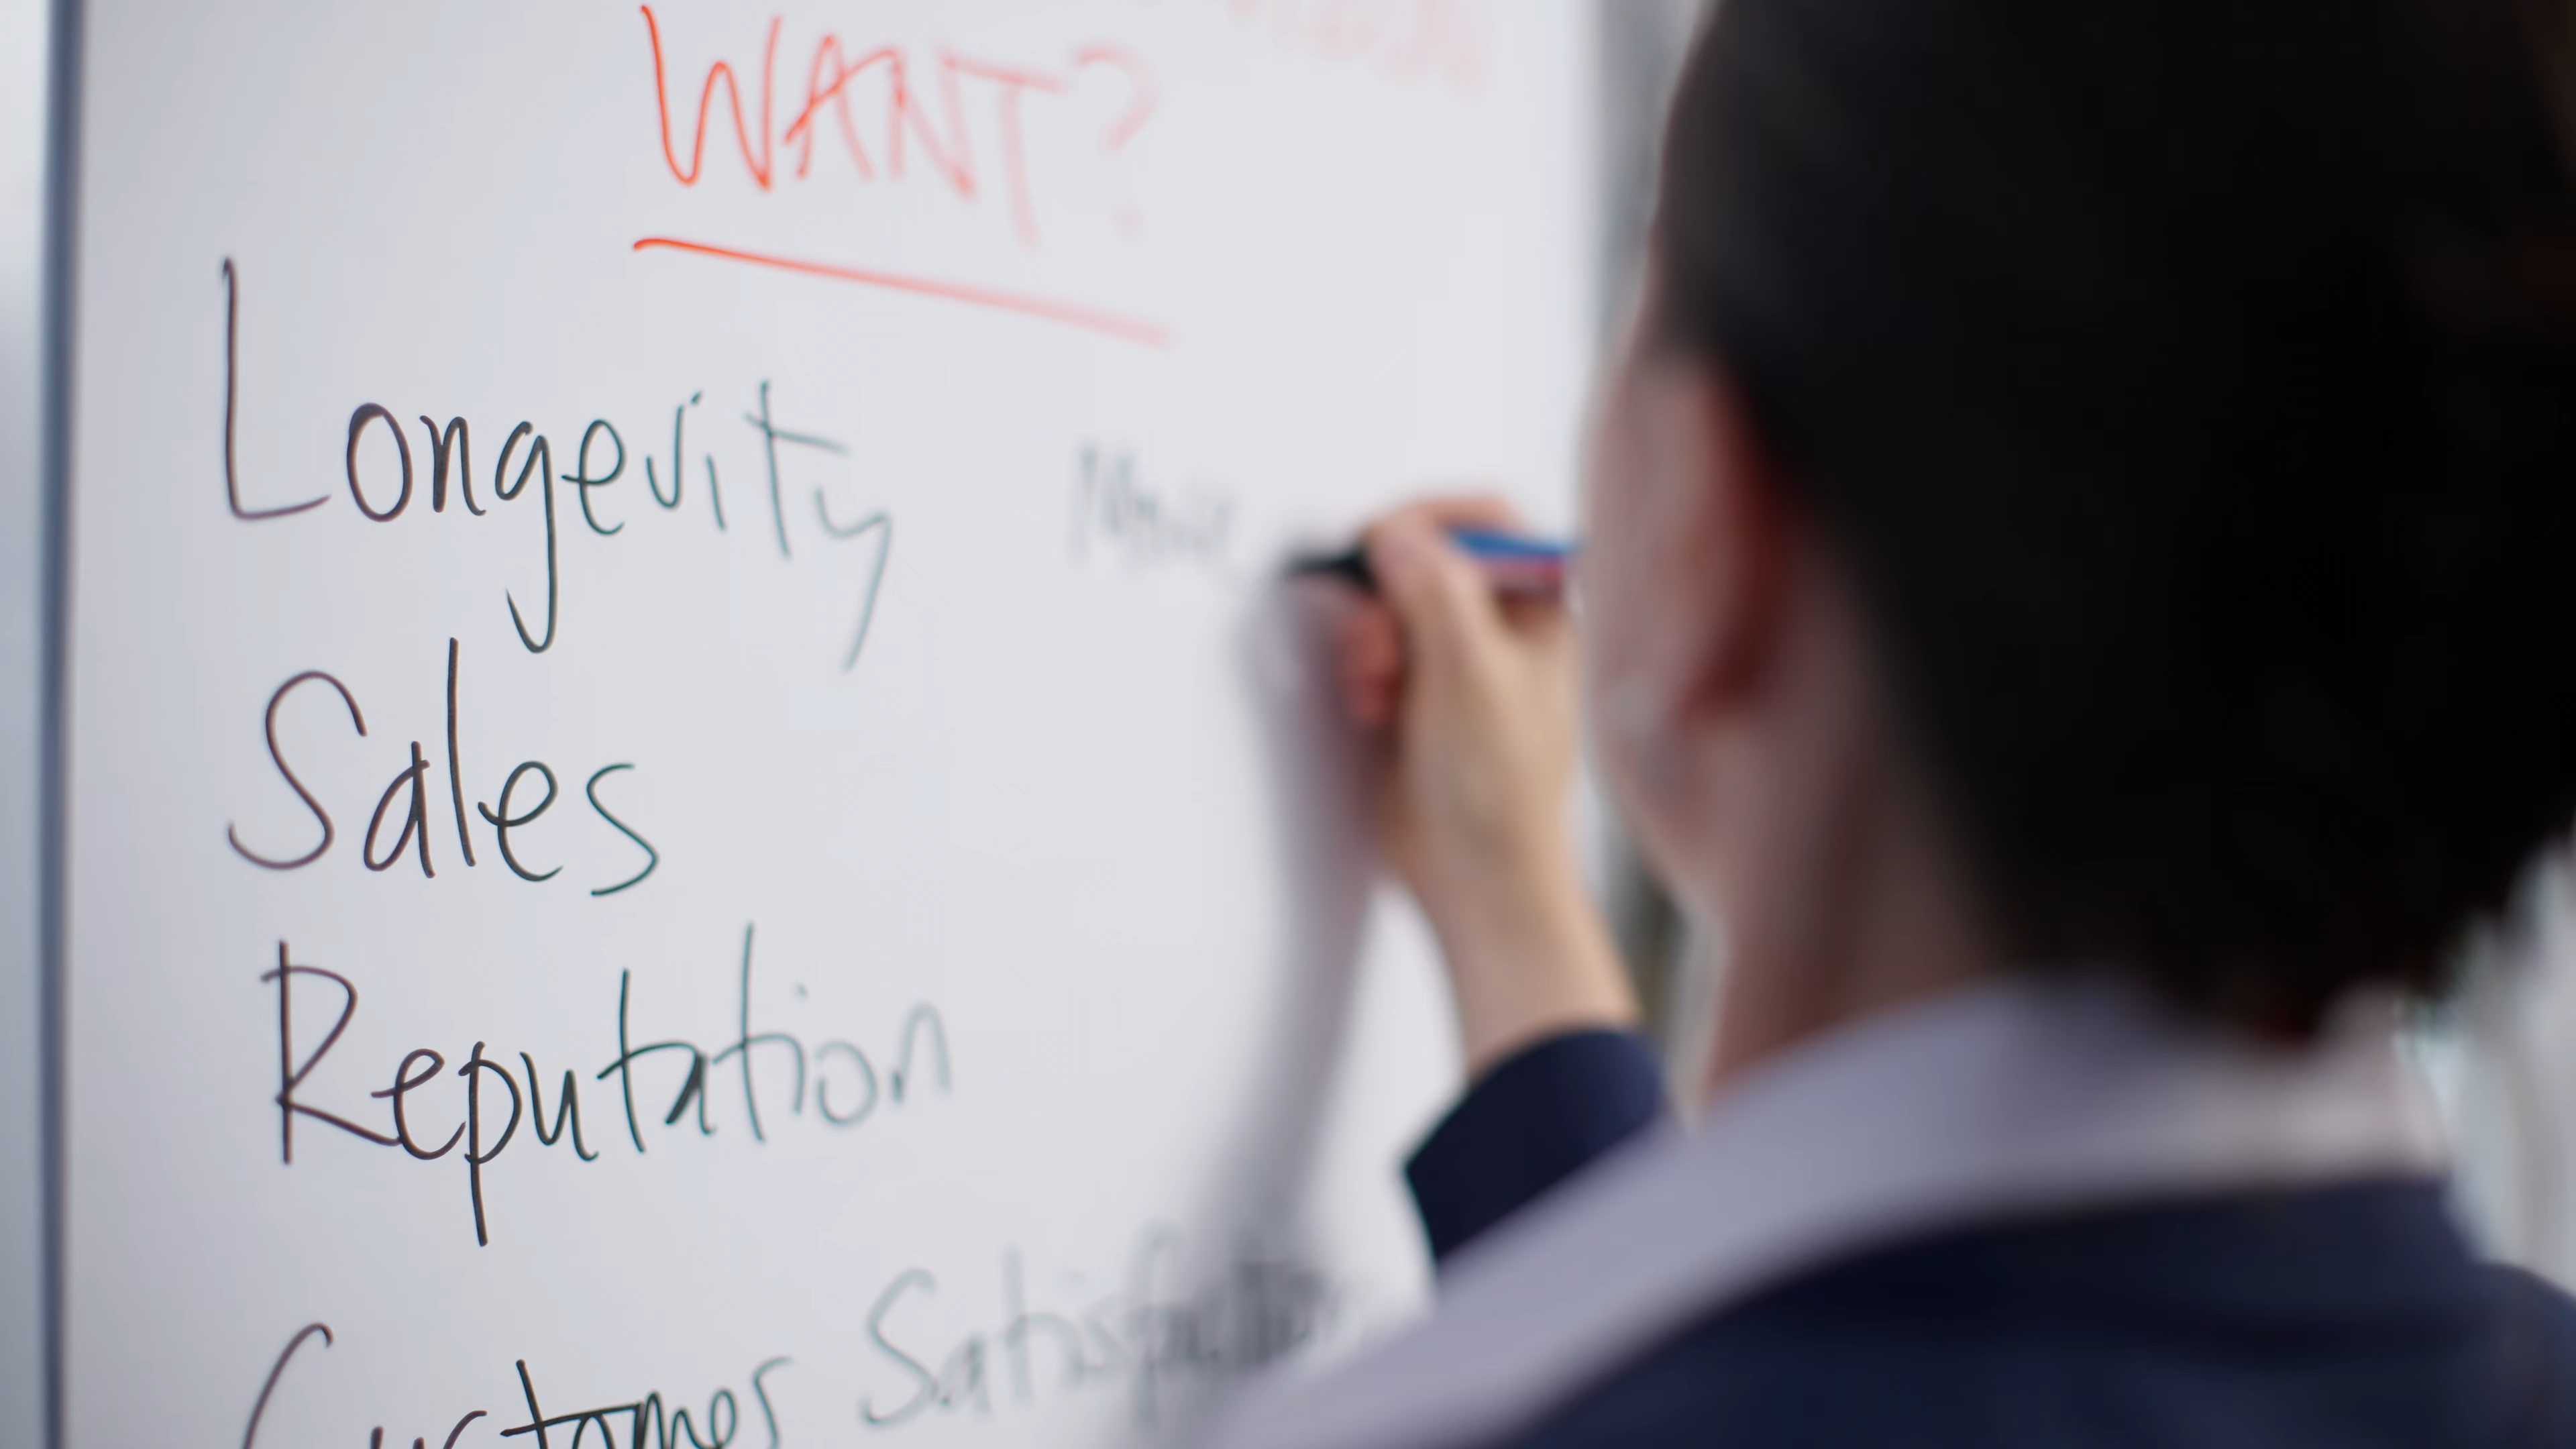 WANT?
Longevity
Sales
Reputation
Customer Satisfaction